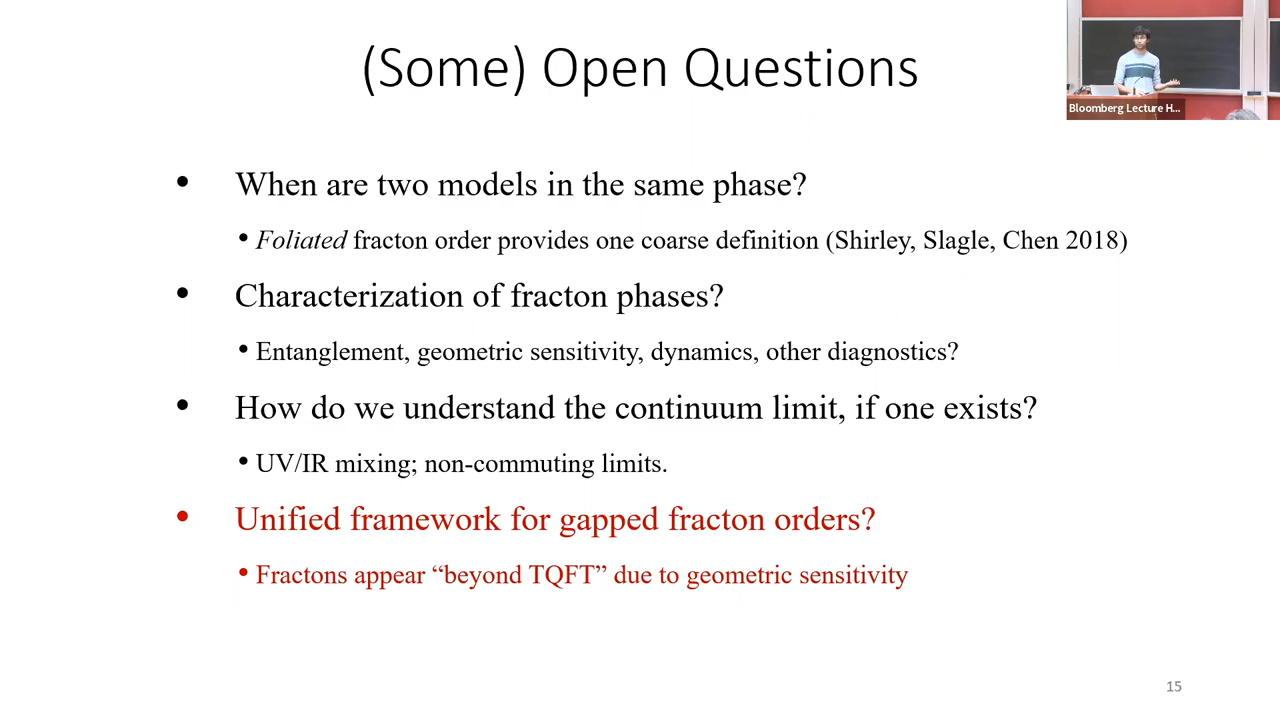 (Some) Open Questions
Bloomberg Lecture H...
• When are two models in the same phase?
• Foliated fracton order provides one coarse definition (Shirley, Slagle, Chen 2018)
• Characterization of fracton phases?
• Entanglement, geometric sensitivity, dynamics, other diagnostics?
• How do we understand the continuum limit, if one exists?
• UV/IR mixing; non-commuting limits.
• Unified framework for gapped fracton orders?
• Fractons appear “beyond TQFT” due to geometric sensitivity
15